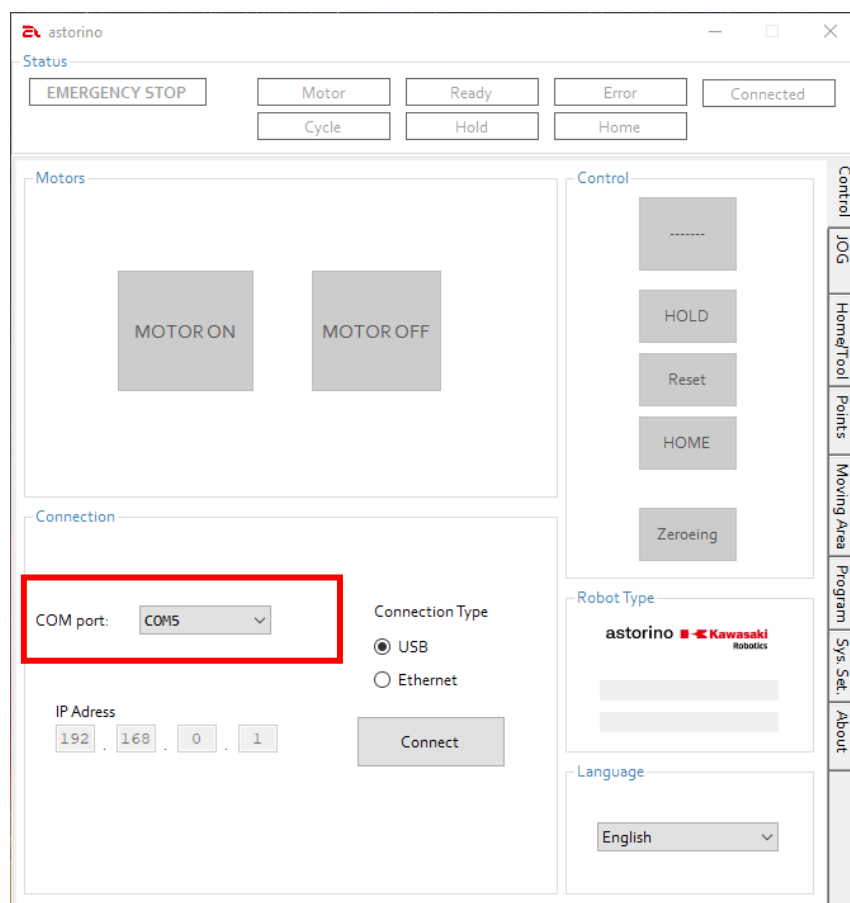 astorino
Status
EMERGENCY STOP
Motor
Ready
Error
Connected
Cycle
Hold
Home
Motors
MOTOR ON
MOTOR OFF
Control
-------
HOLD
Reset
HOME
Zeroeing
Connection
COM port:
COM5
Connection Type
USB
Ethernet
IP Adress
192 . 168 . 0 . 1
Connect
Robot Type
astorino Kawasaki
Robotics
Language
English
Control
JOG
Home/Tool
Points
Moving Area
Program
Sys. Set.
About